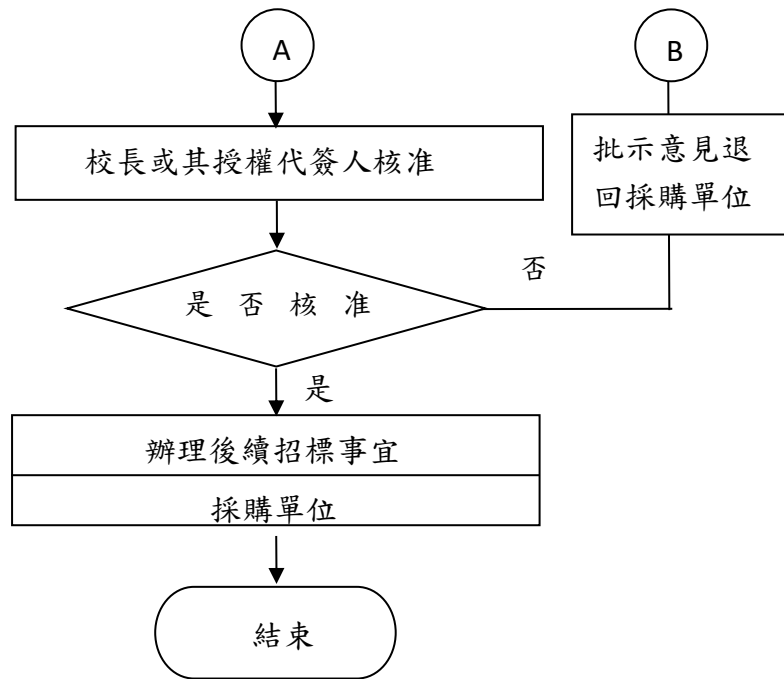 A
B
校長或其授權代簽人核准
批示意見退
回採購單位
否
是否核准
是
辦理後續招標事宜
採購單位
結束